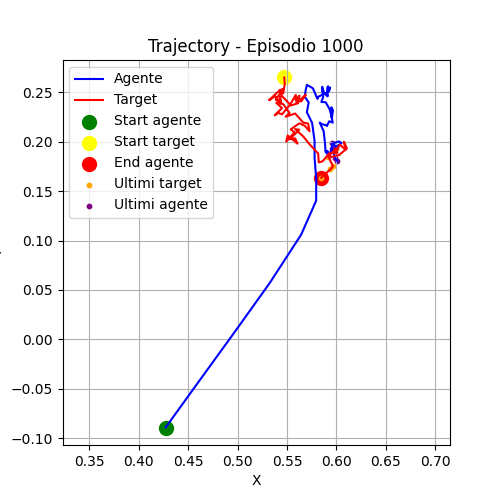 Trajectory - Episodio 1000
Agente
Target
Start agente
Start target
End agente
Ultimi target
Ultimi agente
0.25
0.20
0.15
0.10
0.05
0.00
−0.05
−0.10
0.35 0.40 0.45 0.50 0.55 0.60 0.65 0.70
X